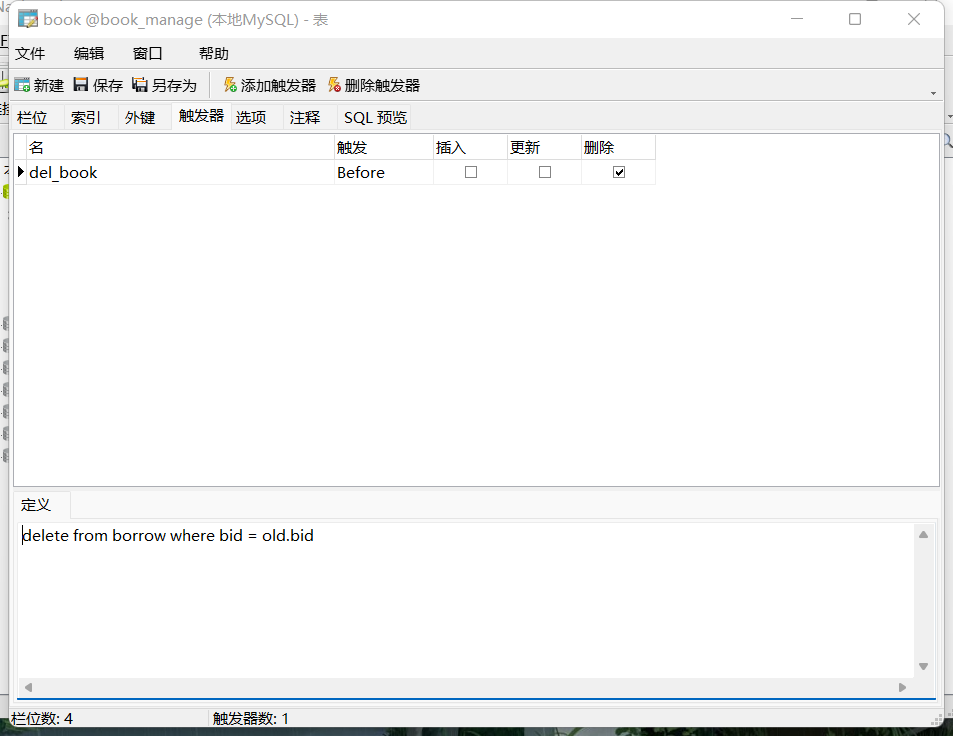 book @book_manage (本地MySQL) - 表
文件 编辑 窗口 帮助
新建 保存 另存为 添加触发器 删除触发器
栏位 索引 外键 触发器 选项 注释 SQL 预览
名 触发 插入 更新 删除
del_book Before
定义
delete from borrow where bid = old.bid
栏位数: 4 触发器数: 1